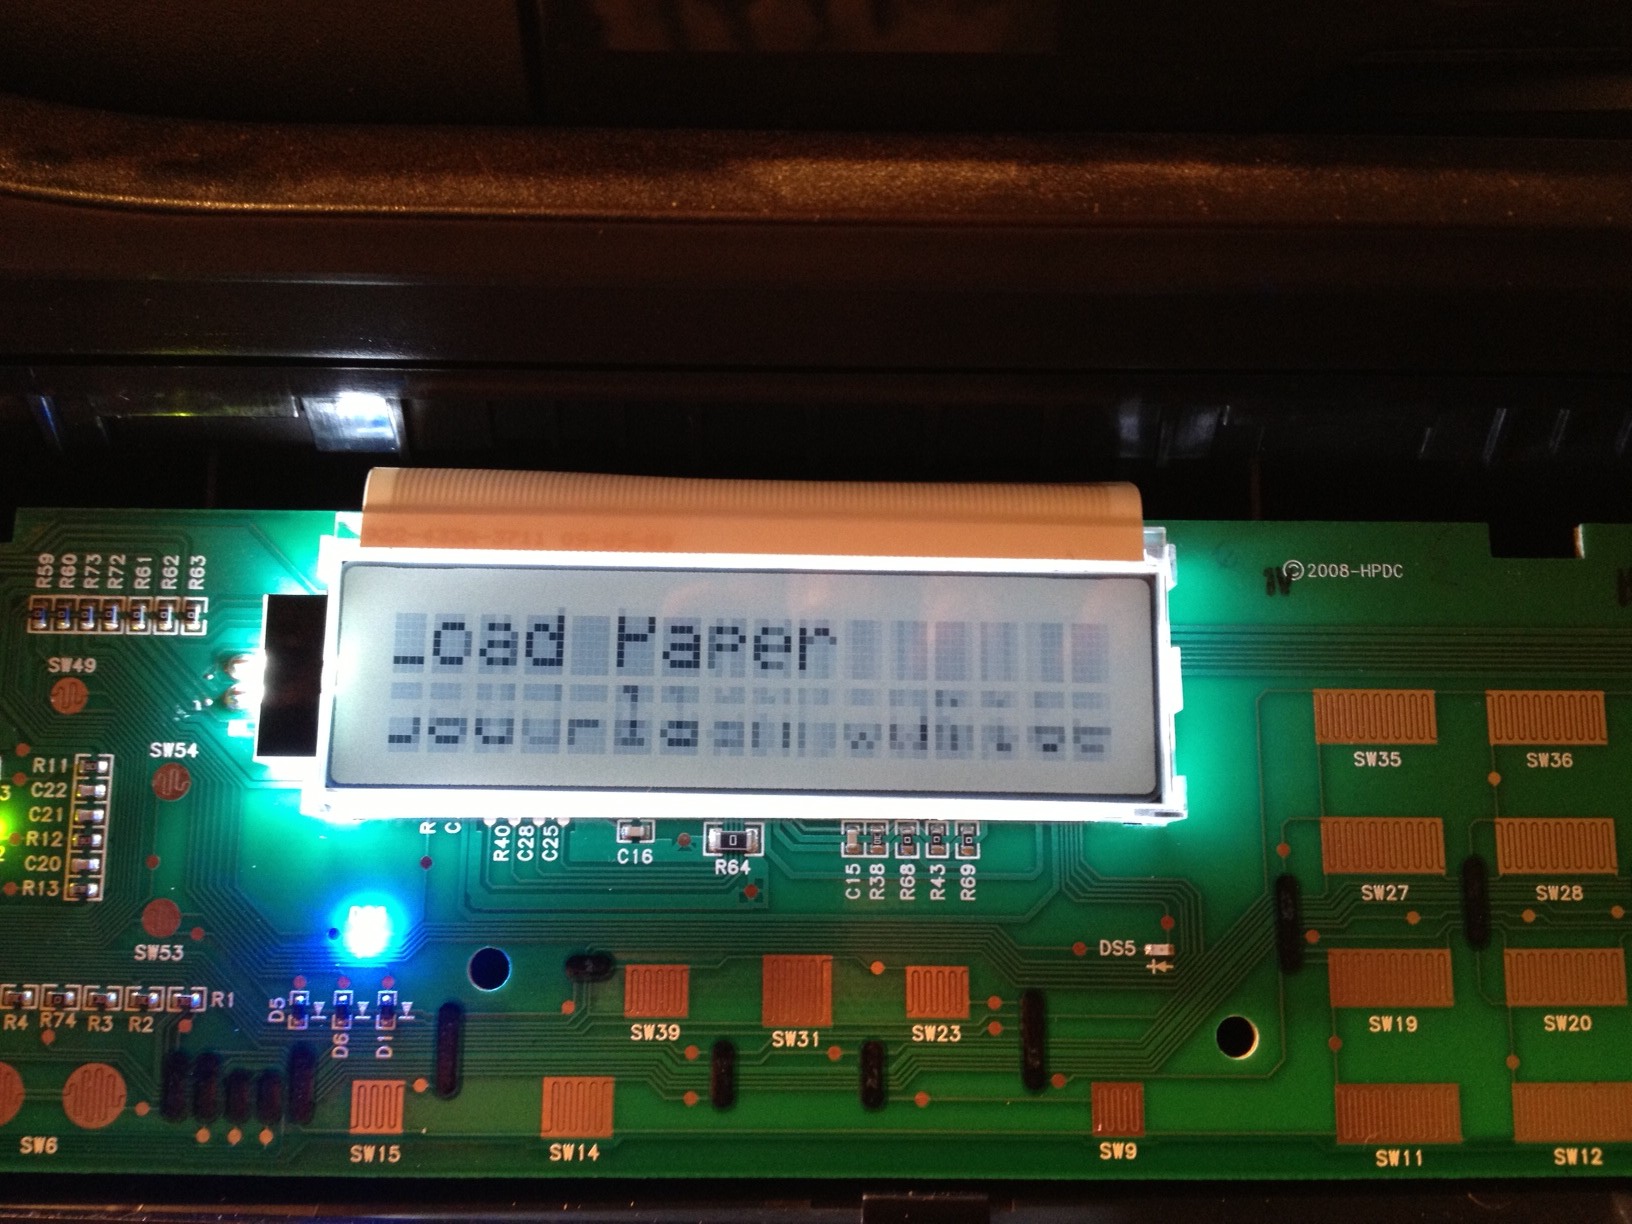 ©2008-HPDC
R59 R60 R73 R72 R61 R62 R63
Load Paper
SW49
SW54
R11
C22
C21
R12
C20
R13
SW53
R40 C28 C25
C16
R64
C15 R38 R68 R43 R69
SW35
SW36
SW27
SW28
DS5
R4 R74 R3 R2 R1
D5 D6 D1
SW39
SW31
SW23
SW19
SW20
SW6
SW15
SW14
SW9
SW11
SW12